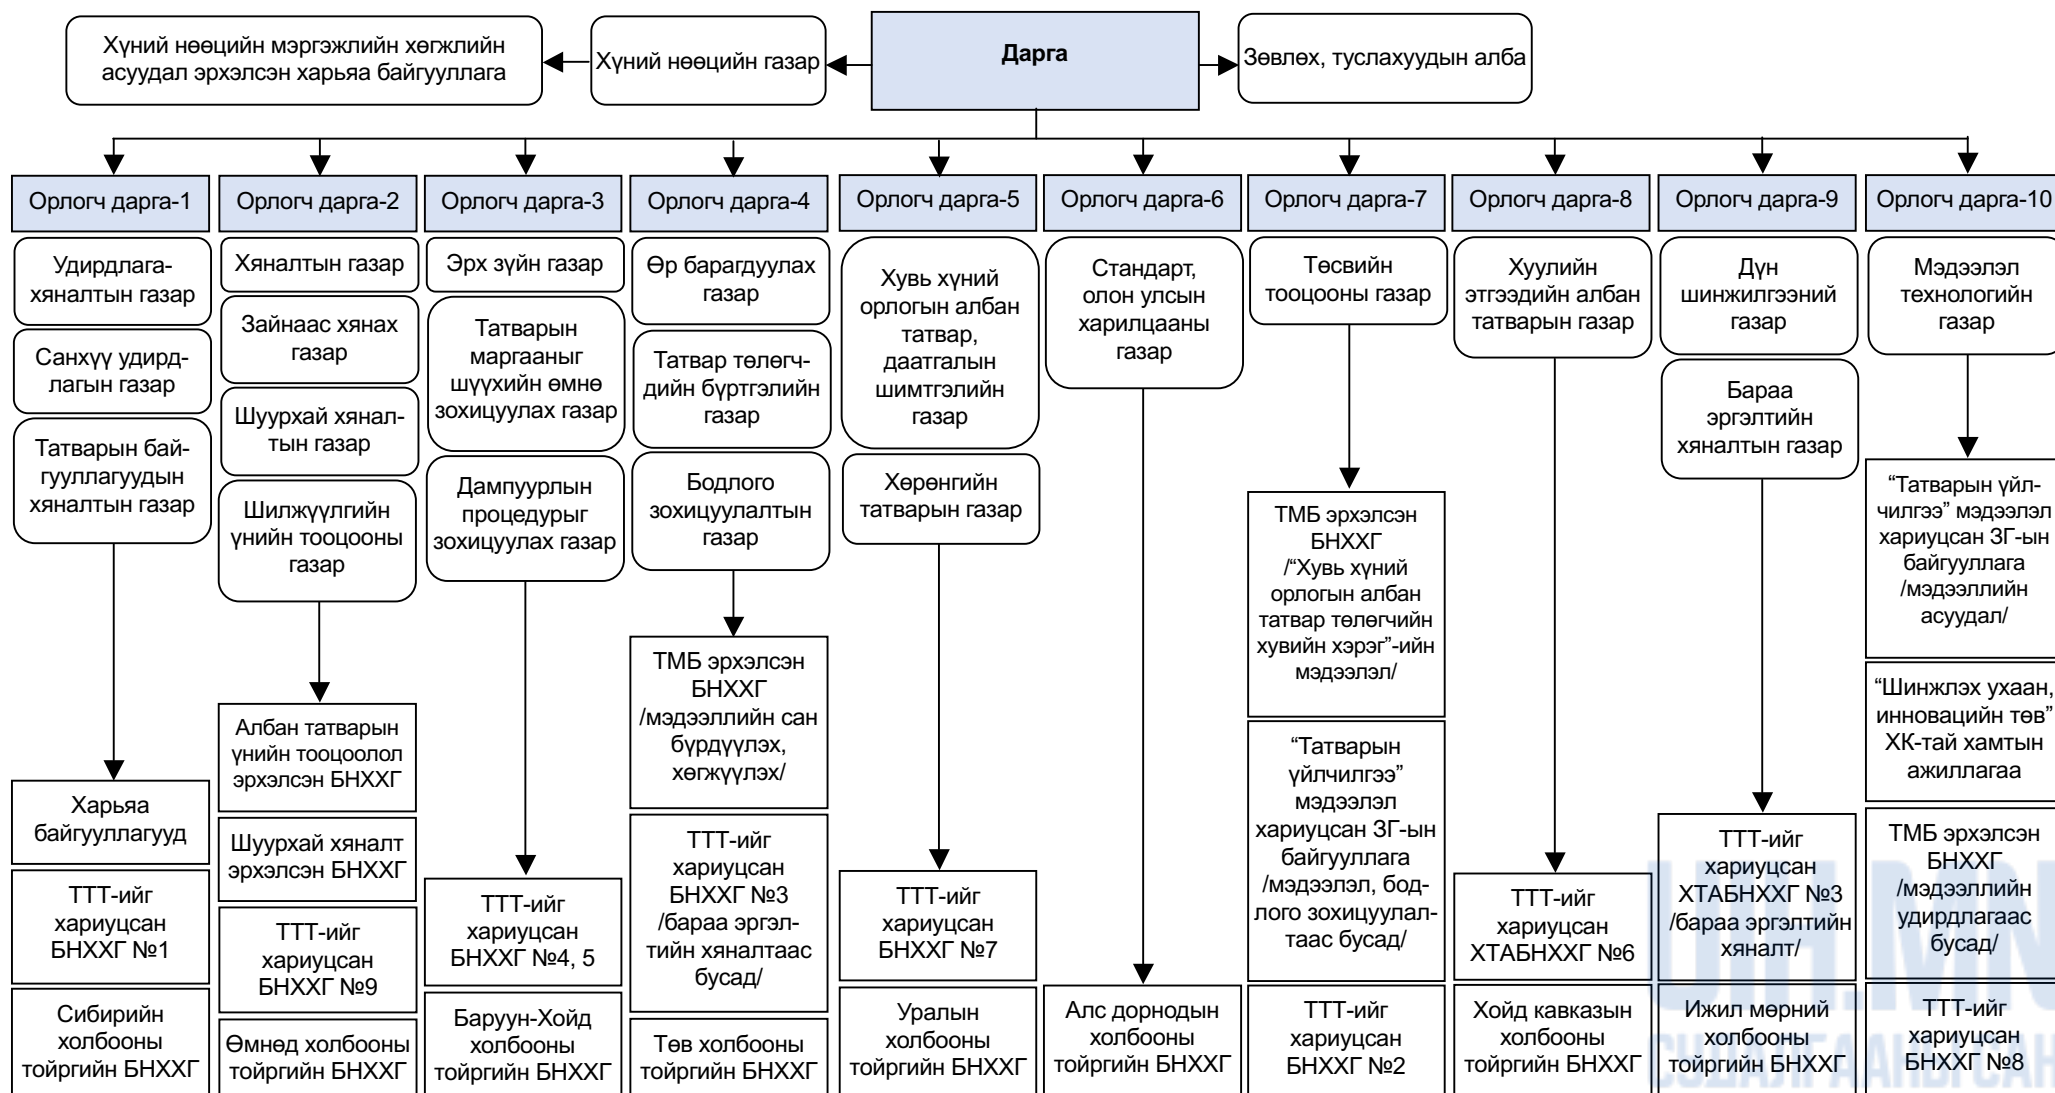 Хүний нөөцийн мэргэжлийн хөгжлийн
асуудал эрхэлсэн харьяа байгууллага
Хүний нөөцийн газар
Дарга
Зөвлөх, туслахуудын алба
Орлогч дарга-1
Удирдлага-
хяналтын газар
Санхүү удирд-
лагын газар
Татварын бай-
гууллагуудын
хяналтын газар
Харьяа
байгууллагууд
ТТТ-ийг
хариуцсан
БНХХГ №1
Сибирийн
холбооны
тойргийн БНХХГ
Орлогч дарга-2
Хяналтын газар
Зайнаас хянах
газар
Шуурхай хянал-
тын газар
Шилжүүлгийн
үнийн тооцооны
газар
Албан татварын
үнийн тооцоолол
эрхэлсэн БНХХГ
Шуурхай хяналт
эрхэлсэн БНХХГ
ТТТ-ийг
хариуцсан
БНХХГ №9
Өмнөд холбооны
тойргийн БНХХГ
Орлогч дарга-3
Эрх зүйн газар
Татварын
маргааныг
шүүхийн өмнө
зохицуулах газар
Дампуурлын
процедурыг
зохицуулах газар
ТТТ-ийг
хариуцсан
БНХХГ №4, 5
Баруун-Хойд
холбооны
тойргийн БНХХГ
Орлогч дарга-4
Өр барагдуулах
газар
Татвар төлөгч-
дийн бүртгэлийн
газар
Бодлого
зохицуулалтын
газар
ТМБ эрхэлсэн
БНХХГ
/мэдээллийн сан
бүрдүүлэх,
хөгжүүлэх/
ТТТ-ийг
хариуцсан
БНХХГ №3
/бараа эргэл-
тийн хяналтаас
бусад/
Төв холбооны
тойргийн БНХХГ
Орлогч дарга-5
Хувь хүний
орлогын албан
татвар,
даатгалын
шимтгэлийн
газар
Хөрөнгийн
татварын газар
ТТТ-ийг
хариуцсан
БНХХГ №7
Уралын
холбооны
тойргийн БНХХГ
Орлогч дарга-6
Стандарт,
олон улсын
харилцааны
газар
Алс дорнодын
холбооны
тойргийн БНХХГ
Орлогч дарга-7
Төсвийн
тооцооны газар
ТМБ эрхэлсэн
БНХХГ
/“Хувь хүний
орлогын албан
татвар төлөгчийн
хувийн хэрэг”-ийн
мэдээлэл/
“Татварын
үйлчилгээ”
мэдээлэл
хариуцсан ЗГ-ын
байгууллага
/мэдээлэл, бод-
лого зохицуулал-
таас бусад/
ТТТ-ийг
хариуцсан
БНХХГ №2
Орлогч дарга-8
Хуулийн
этгээдийн албан
татварын газар
ТТТ-ийг
хариуцсан
ХТАБНХХГ №6
Хойд кавказын
холбооны
тойргийн БНХХГ
Орлогч дарга-9
Дүн
шинжилгээний
газар
Бараа
эргэлтийн
хяналтын газар
ТТТ-ийг
хариуцсан
ХТАБНХХГ №3
/бараа эргэлтийн
хяналт/
Ижил мөрний
холбооны
тойргийн БНХХГ
Орлогч дарга-10
Мэдээлэл
технологийн
газар
“Татварын үйл-
чилгээ” мэдээлэл
хариуцсан ЗГ-ын
байгууллага
/мэдээллийн
асуудал/
“Шинжлэх ухаан,
инновацийн төв”
ХК-тай хамтын
ажиллагаа
ТМБ эрхэлсэн
БНХХГ
/мэдээллийн
удирдлагаас
бусад/
ТТТ-ийг
хариуцсан
БНХХГ №8
UIH.MN